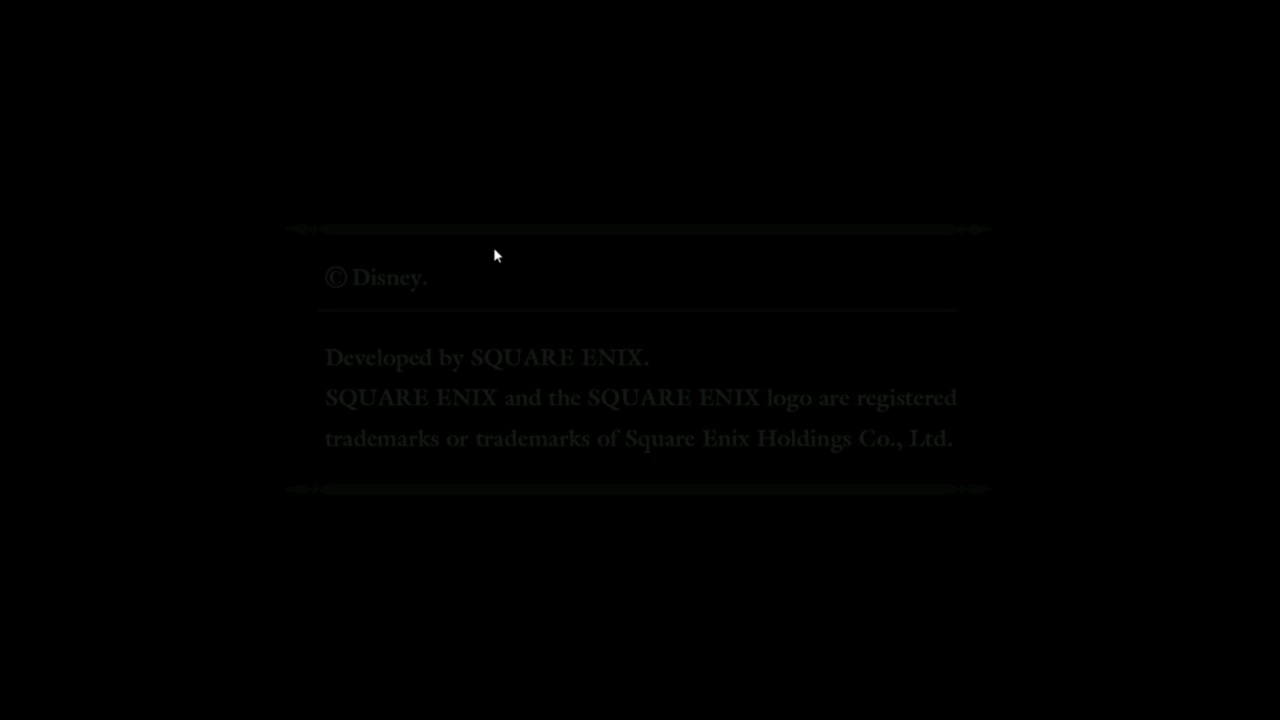 © Disney.
Developed by SQUARE ENIX.
SQUARE ENIX and the SQUARE ENIX logo are registered
trademarks or trademarks of Square Enix Holdings Co., Ltd.